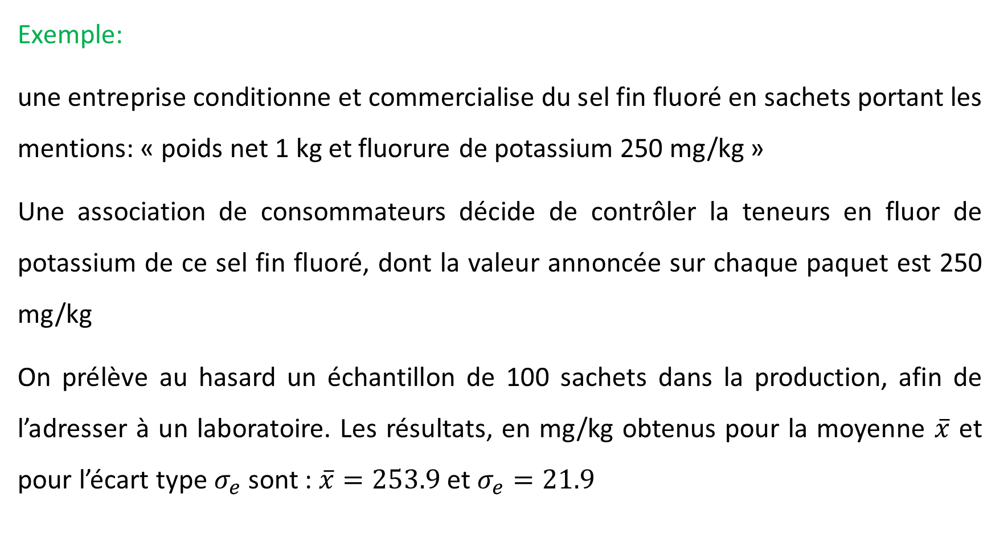 Exemple:
une entreprise conditionne et commercialise du sel fin fluoré en sachets portant les
mentions: « poids net 1 kg et fluorure de potassium 250 mg/kg »
Une association de consommateurs décide de contrôler la teneurs en fluor de
potassium de ce sel fin fluoré, dont la valeur annoncée sur chaque paquet est 250
mg/kg
On prélève au hasard un échantillon de 100 sachets dans la production, afin de
l’adresser à un laboratoire. Les résultats, en mg/kg obtenus pour la moyenne x̄ et
pour l’écart type σₑ sont : x̄ = 253.9 et σₑ = 21.9